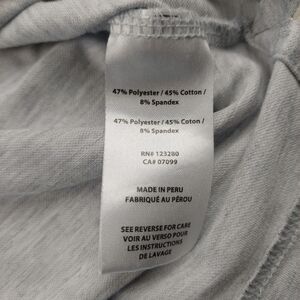 47% Polyester / 45% Cotton /
8% Spandex
47% Polyester / 45% Coton /
8% Spandex
RN# 123280
CA# 07099
MADE IN PERU
FABRIQUÉ AU PÉROU
SEE REVERSE FOR CARE
VOIR AU VERSO POUR
LES INSTRUCTIONS
DE LAVAGE